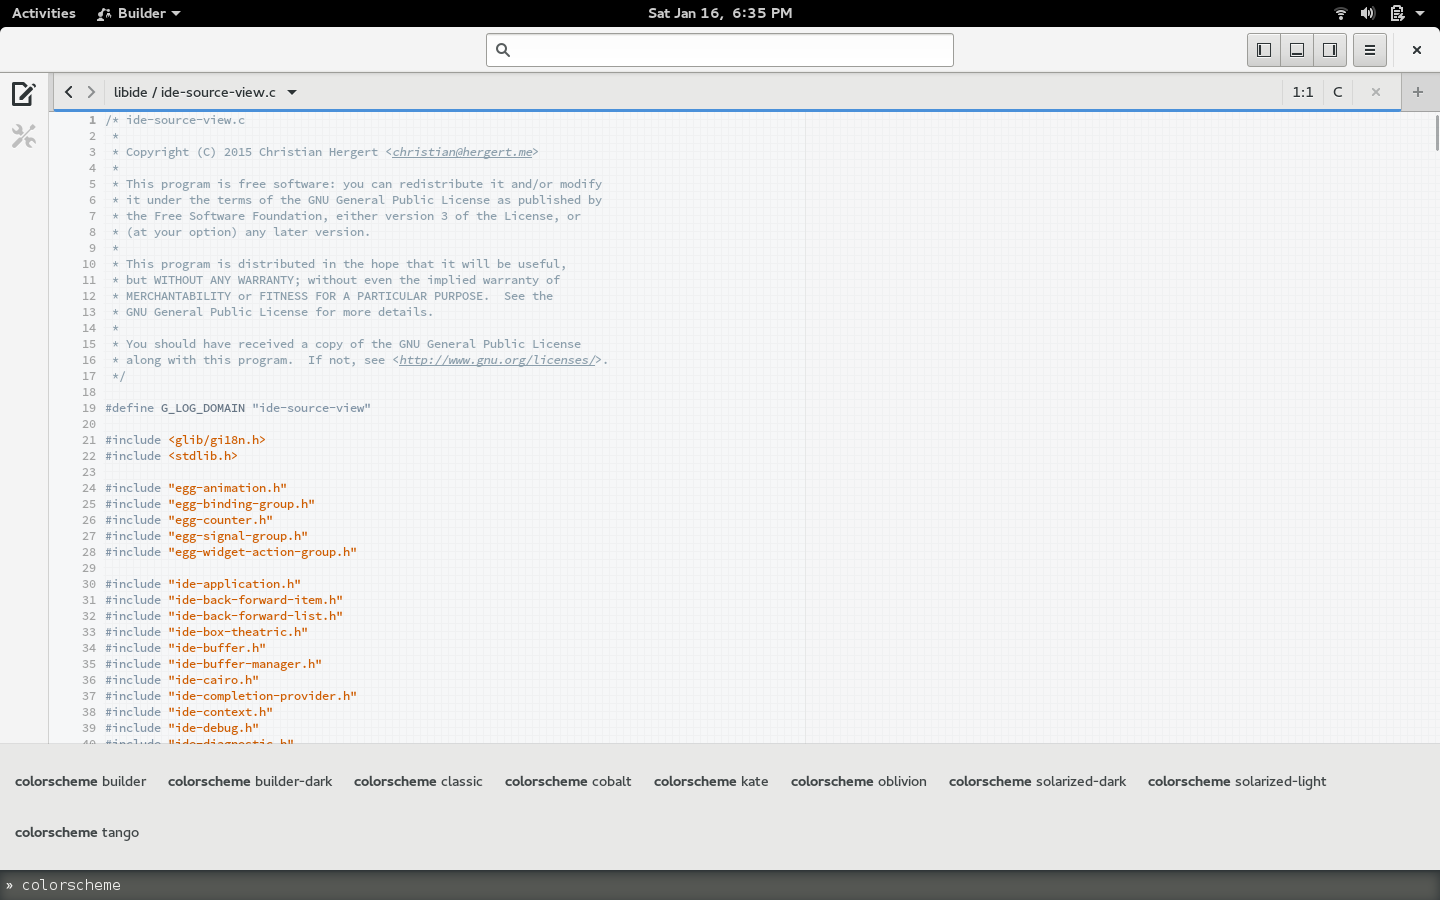 Activities Builder Sat Jan 16, 6:35 PM
libide / ide-source-view.c 1:1 C
1 /* ide-source-view.c
2 *
3 * Copyright (C) 2015 Christian Hergert <christian@hergert.me>
4 *
5 * This program is free software: you can redistribute it and/or modify
6 * it under the terms of the GNU General Public License as published by
7 * the Free Software Foundation, either version 3 of the License, or
8 * (at your option) any later version.
9 *
10 * This program is distributed in the hope that it will be useful,
11 * but WITHOUT ANY WARRANTY; without even the implied warranty of
12 * MERCHANTABILITY or FITNESS FOR A PARTICULAR PURPOSE.  See the
13 * GNU General Public License for more details.
14 *
15 * You should have received a copy of the GNU General Public License
16 * along with this program.  If not, see <http://www.gnu.org/licenses/>.
17 */
18
19 #define G_LOG_DOMAIN "ide-source-view"
20
21 #include <glib/gi18n.h>
22 #include <stdlib.h>
23
24 #include "egg-animation.h"
25 #include "egg-binding-group.h"
26 #include "egg-counter.h"
27 #include "egg-signal-group.h"
28 #include "egg-widget-action-group.h"
29
30 #include "ide-application.h"
31 #include "ide-back-forward-item.h"
32 #include "ide-back-forward-list.h"
33 #include "ide-box-theatric.h"
34 #include "ide-buffer.h"
35 #include "ide-buffer-manager.h"
36 #include "ide-cairo.h"
37 #include "ide-completion-provider.h"
38 #include "ide-context.h"
39 #include "ide-debug.h"
40 #include "ide-diagnostic.h"
colorscheme builder colorscheme builder-dark colorscheme classic colorscheme cobalt colorscheme kate colorscheme oblivion colorscheme solarized-dark colorscheme solarized-light
colorscheme tango
» colorscheme